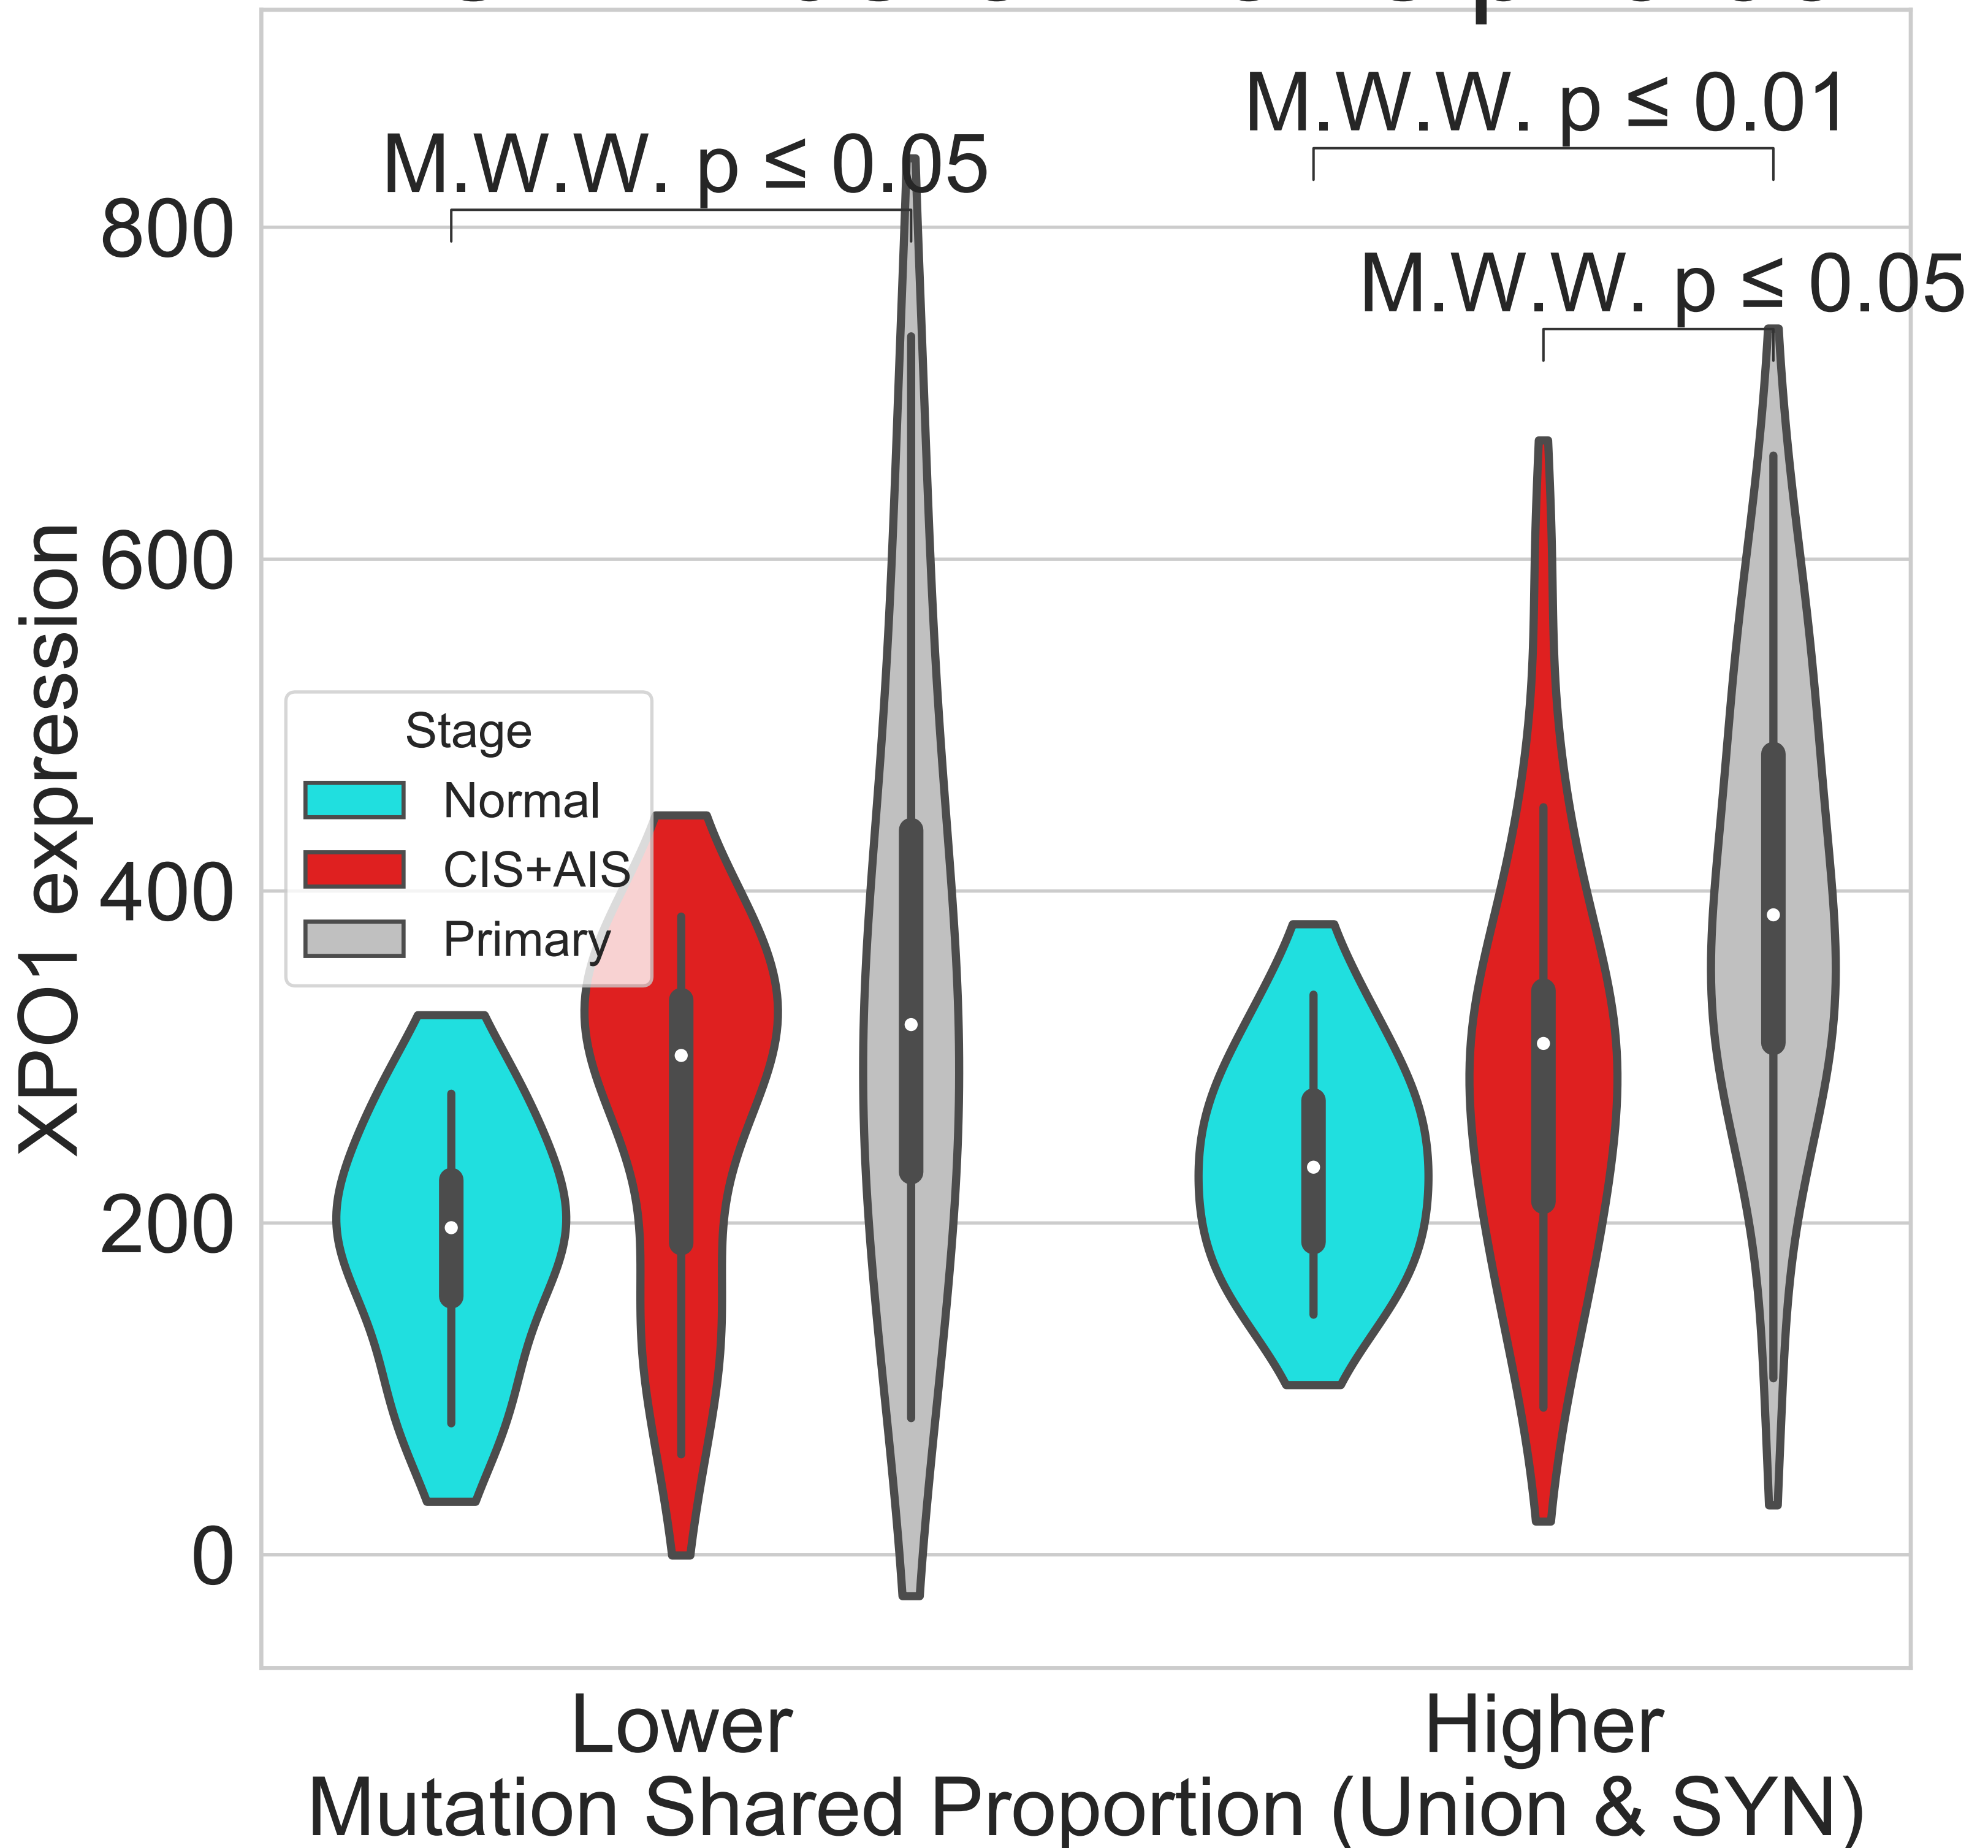 M.W.W. p ≤ 0.01
M.W.W. p ≤ 0.05
M.W.W. p ≤ 0.05
800
600
400
200
0
XPO1 expression
Stage
Normal
CIS+AIS
Primary
Lower
Higher
Mutation Shared Proportion (Union & SYN)